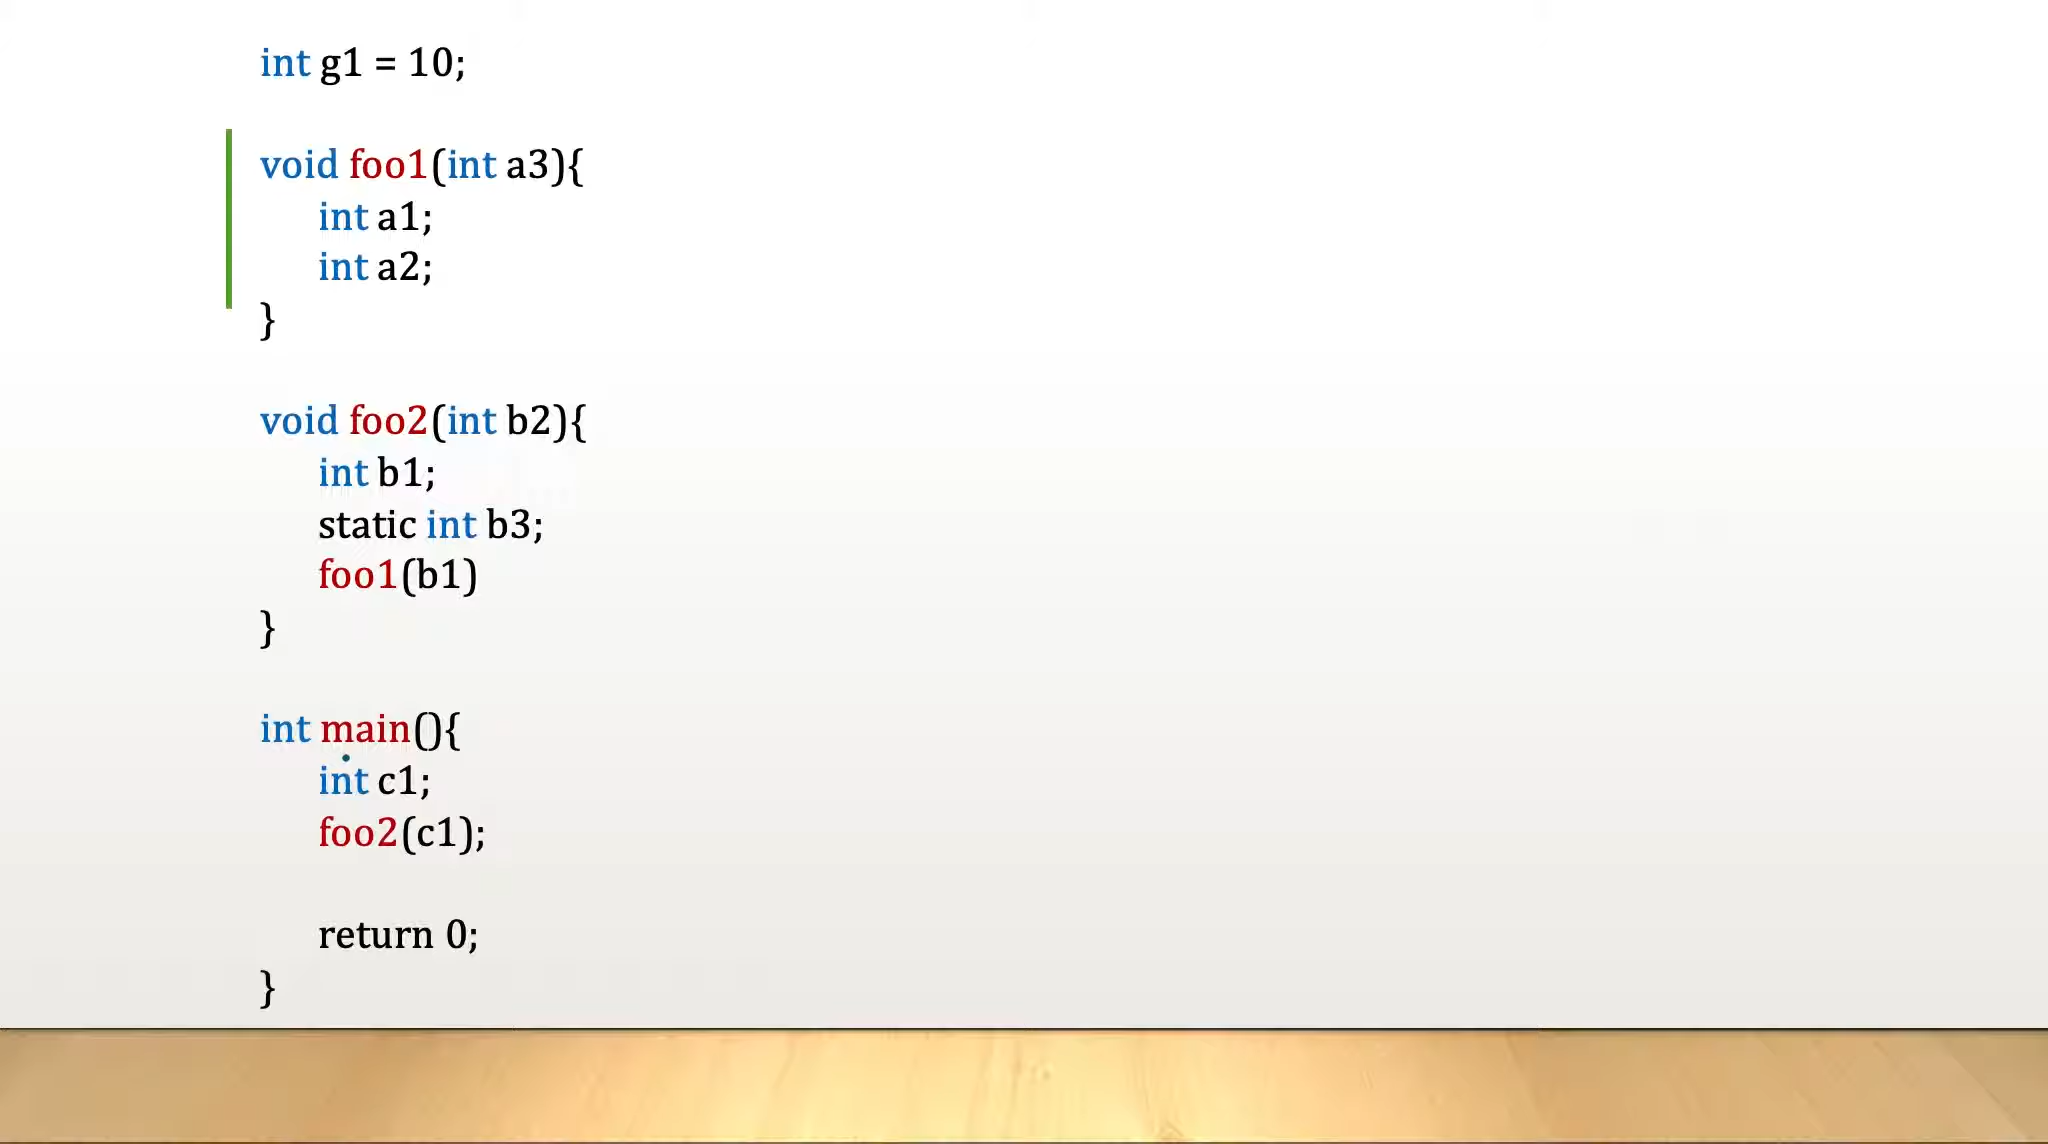 int g1 = 10;
void foo1(int a3){
int a1;
int a2;
}
void foo2(int b2){
int b1;
static int b3;
foo1(b1)
}
int main(){
int c1;
foo2(c1);
return 0;
}